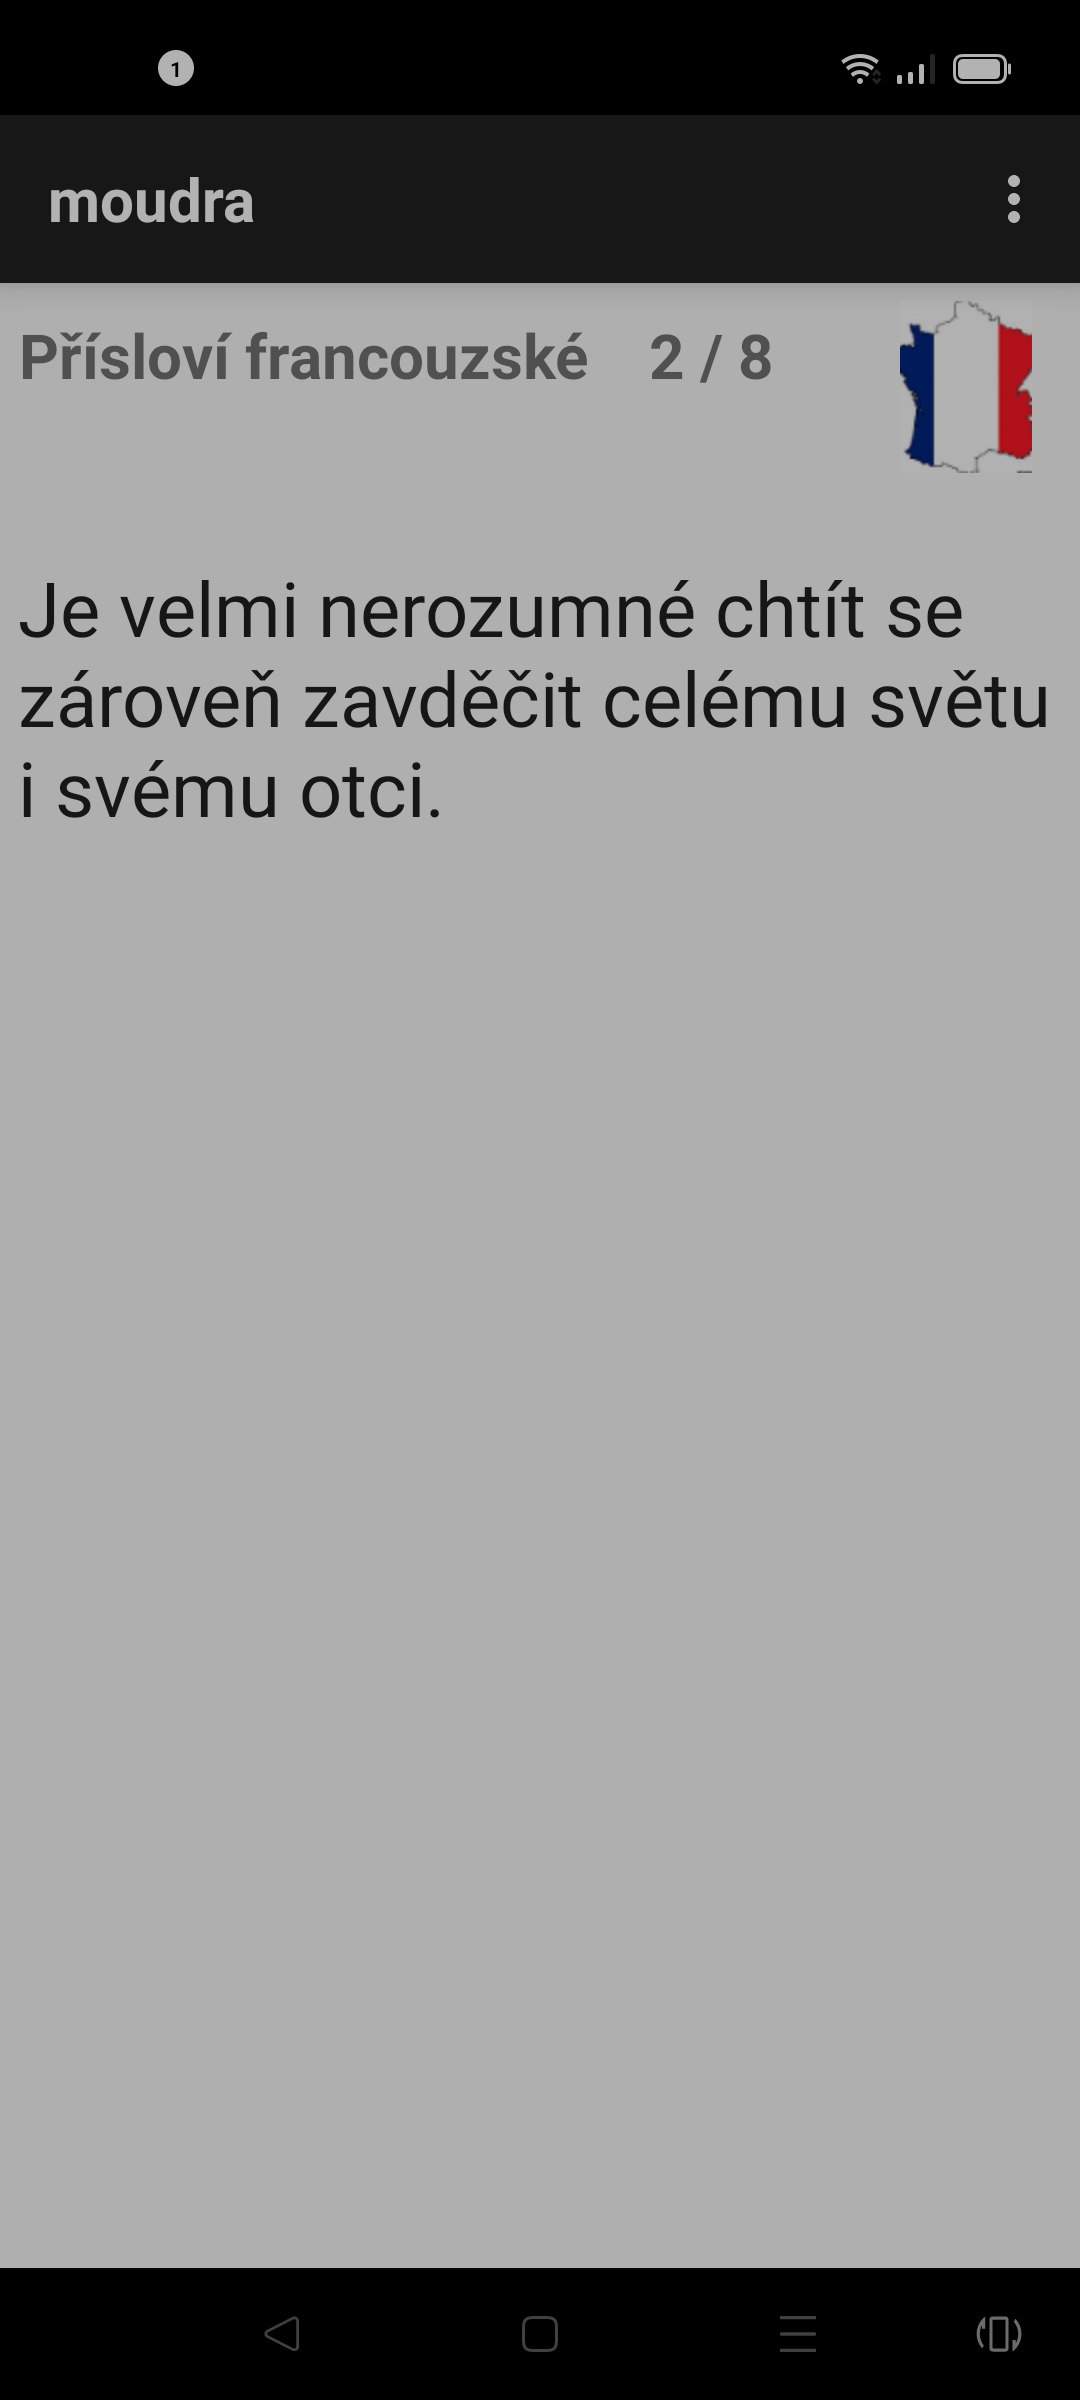 1
moudra
Přísloví francouzské 2 / 8
Je velmi nerozumné chtít se
zároveň zavděčit celému světu
i svému otci.